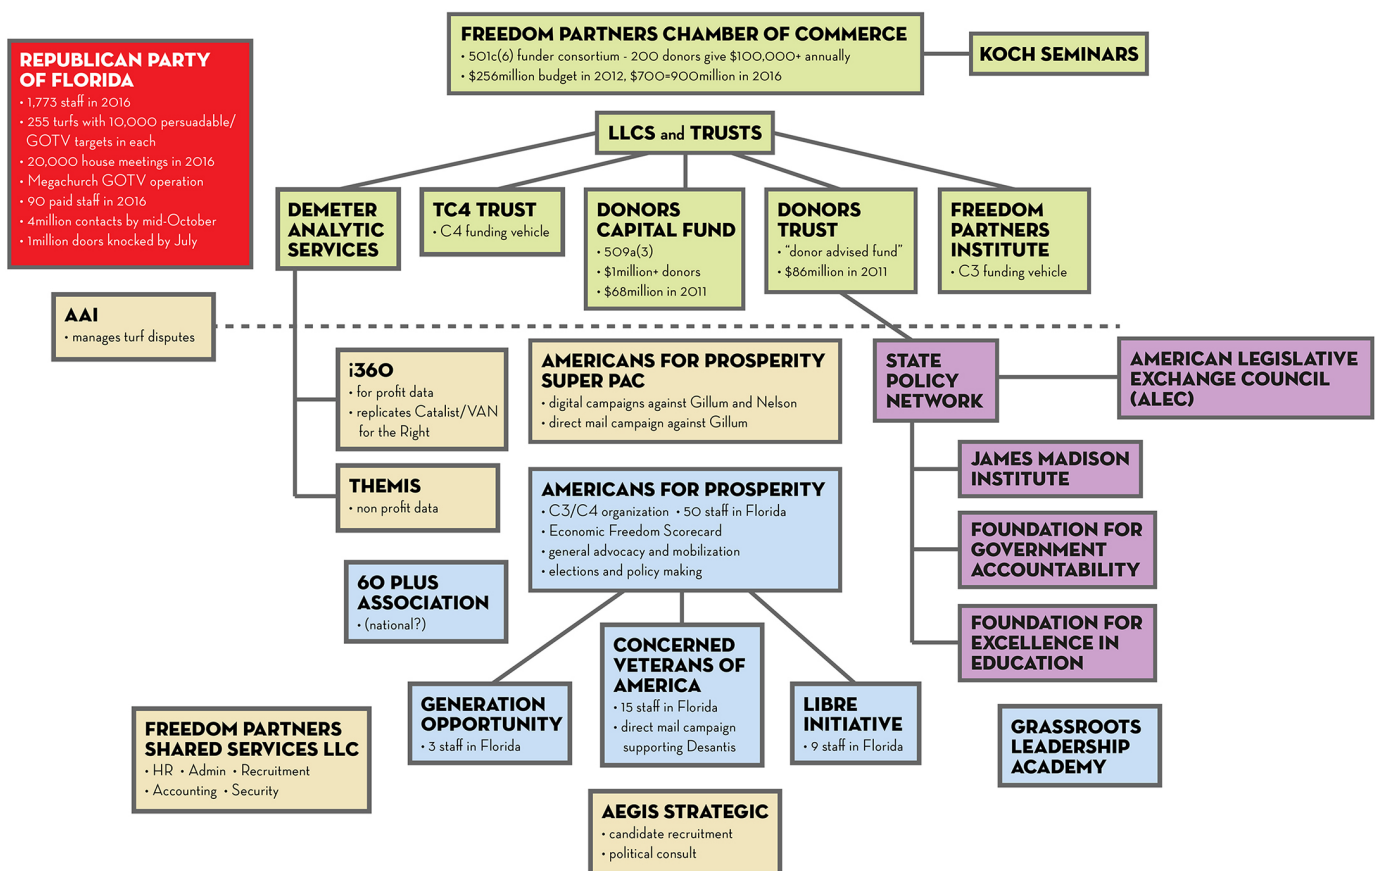 FREEDOM PARTNERS CHAMBER OF COMMERCE
• 501c(6) funder consortium - 200 donors give $100,000+ annually
• $256million budget in 2012, $700=900million in 2016
KOCH SEMINARS
REPUBLICAN PARTY
OF FLORIDA
• 1,773 staff in 2016
• 255 turfs with 10,000 persuadable/
GOTV targets in each
• 20,000 house meetings in 2016
• Megachurch GOTV operation
• 90 paid staff in 2016
• 4million contacts by mid-October
• 1million doors knocked by July
LLCS and TRUSTS
DEMETER
ANALYTIC
SERVICES
TC4 TRUST
• C4 funding vehicle
DONORS
CAPITAL FUND
• 509a(3)
• $1million+ donors
• $68million in 2011
DONORS
TRUST
• “donor advised fund”
• $86million in 2011
FREEDOM
PARTNERS
INSTITUTE
• C3 funding vehicle
AAI
• manages turf disputes
i360
• for profit data
• replicates Catalist/VAN
for the Right
AMERICANS FOR PROSPERITY
SUPER PAC
• digital campaigns against Gillum and Nelson
• direct mail campaign against Gillum
STATE
POLICY
NETWORK
AMERICAN LEGISLATIVE
EXCHANGE COUNCIL
(ALEC)
THEMIS
• non profit data
AMERICANS FOR PROSPERITY
• C3/C4 organization • 50 staff in Florida
• Economic Freedom Scorecard
• general advocacy and mobilization
• elections and policy making
JAMES MADISON
INSTITUTE
FOUNDATION FOR
GOVERNMENT
ACCOUNTABILITY
60 PLUS
ASSOCIATION
• (national?)
FOUNDATION FOR
EXCELLENCE IN
EDUCATION
GENERATION
OPPORTUNITY
• 3 staff in Florida
CONCERNED
VETERANS OF
AMERICA
• 15 staff in Florida
• direct mail campaign
supporting Desantis
LIBRE
INITIATIVE
• 9 staff in Florida
GRASSROOTS
LEADERSHIP
ACADEMY
FREEDOM PARTNERS
SHARED SERVICES LLC
• HR • Admin • Recruitment
• Accounting • Security
AEGIS STRATEGIC
• candidate recruitment
• political consult